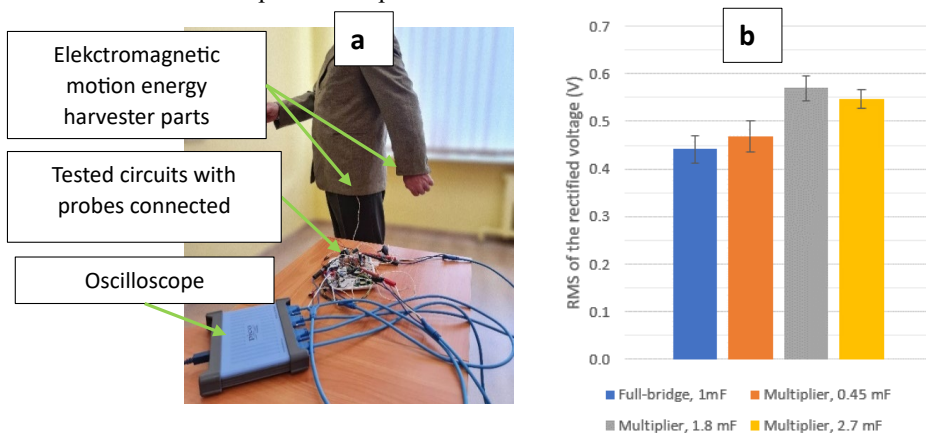 a
Elekctromagnetic
motion energy
harvester parts
Tested circuits with
probes connected
Oscilloscope
b
RMS of the rectified voltage (V)
0.7
0.6
0.5
0.4
0.3
0.2
0.1
0.0
Full-bridge, 1mF
Multiplier, 0.45 mF
Multiplier, 1.8 mF
Multiplier, 2.7 mF